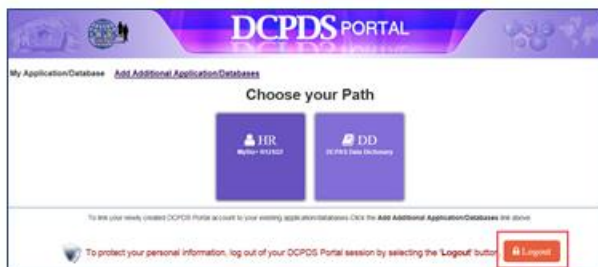 DCPDS PORTAL
My Application/Database Add Additional Application/Databases
Choose your Path
HR
DD
DCPDS Data Dictionary
To link your newly created DCPDS Portal account to your existing application/databases Click the Add Additional Application/Databases link above
To protect your personal information, log out of your DCPDS Portal session by selecting the 'Logout' button
Logout